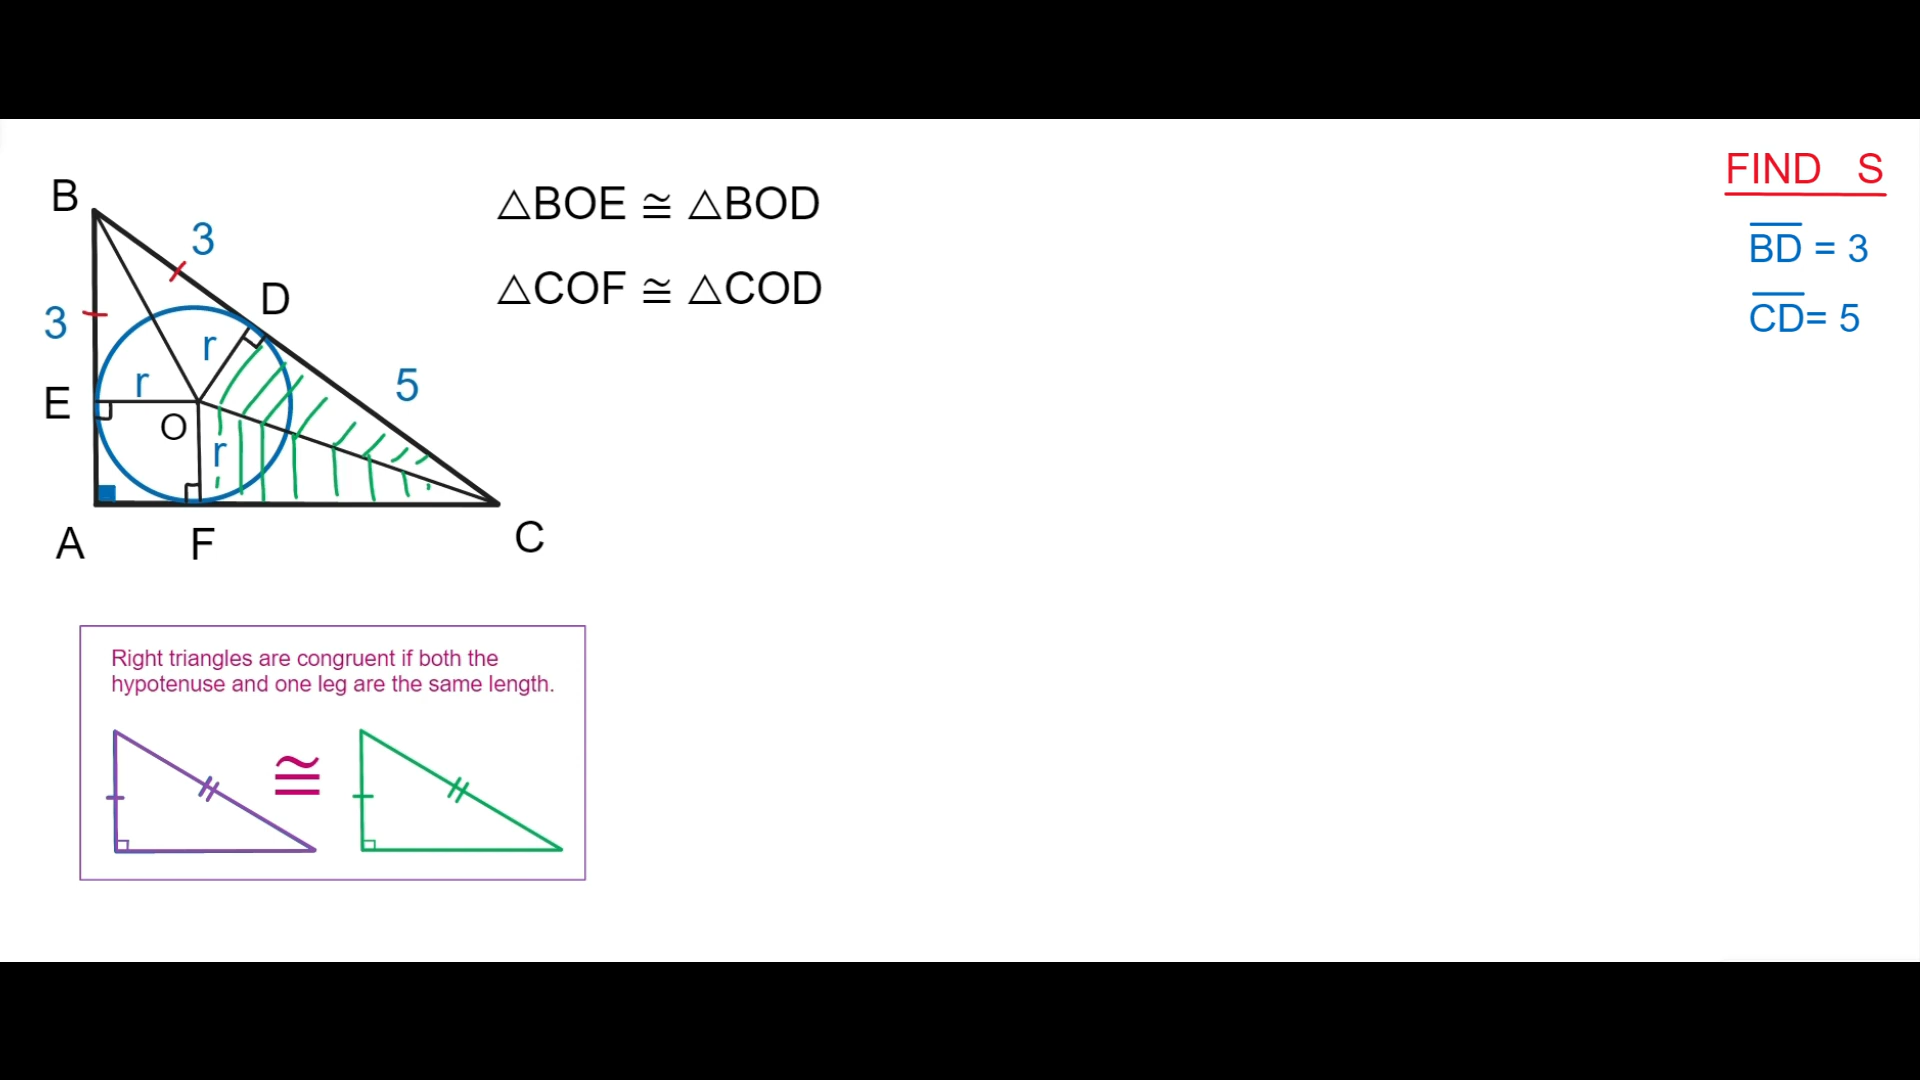 FIND S
B
△BOE ≅ △BOD
3
BD = 3
D
△COF ≅ △COD
3
CD= 5
r
r
5
E
O
r
A
F
C
Right triangles are congruent if both the
hypotenuse and one leg are the same length.
≅